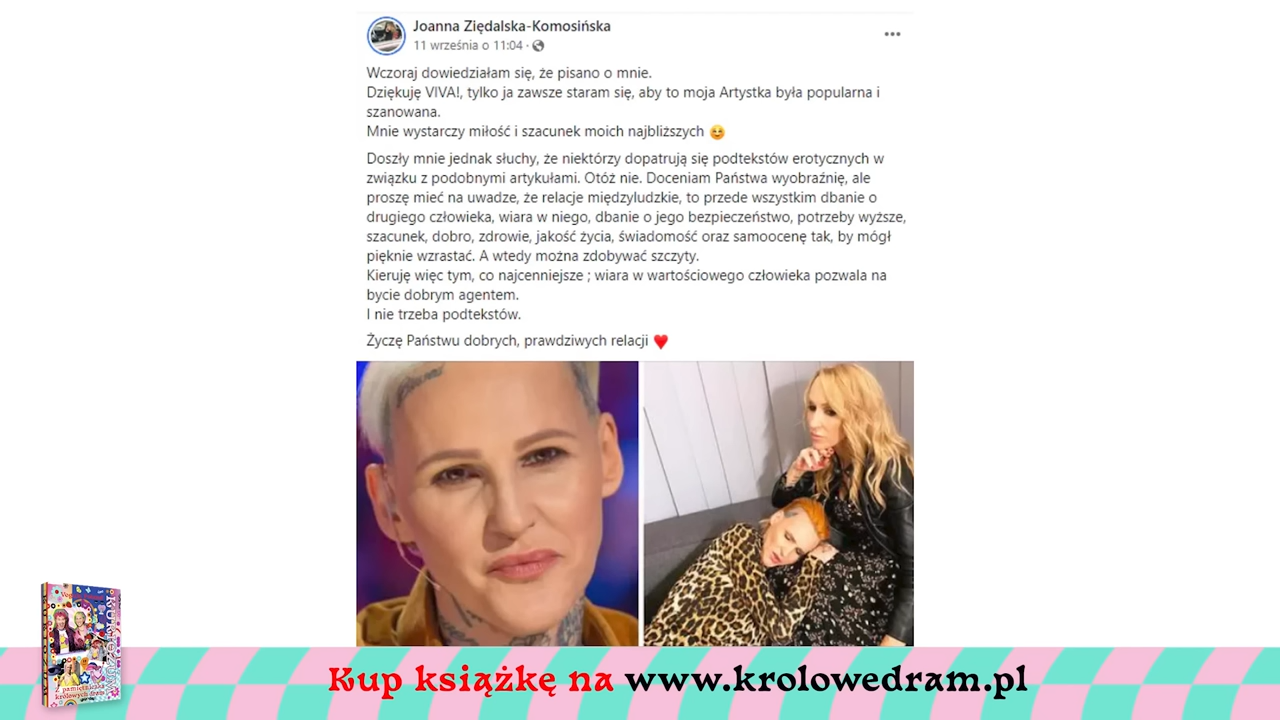 Joanna Ziędalska-Komosińska
11 września o 11:04 ·
Wczoraj dowiedziałam się, że pisano o mnie.
Dziękuję VIVA!, tylko ja zawsze staram się, aby to moja Artystka była popularna i
szanowana.
Mnie wystarczy miłość i szacunek moich najbliższych 😊
Doszły mnie jednak słuchy, że niektórzy dopatrują się podtekstów erotycznych w
związku z podobnymi artykułami. Otóż nie. Doceniam Państwa wyobraźnię, ale
proszę mieć na uwadze, że relacje międzyludzkie, to przede wszystkim dbanie o
drugiego człowieka, wiara w niego, dbanie o jego bezpieczeństwo, potrzeby wyższe,
szacunek, dobro, zdrowie, jakość życia, świadomość oraz samoocenę tak, by mógł
pięknie wzrastać. A wtedy można zdobywać szczyty.
Kieruję więc tym, co najcenniejsze ; wiara w wartościowego człowieka pozwala na
bycie dobrym agentem.
I nie trzeba podtekstów.
Życzę Państwu dobrych, prawdziwych relacji ❤️
Z pamiętniczka
królowych dram
Kup książkę na www.krolowedram.pl